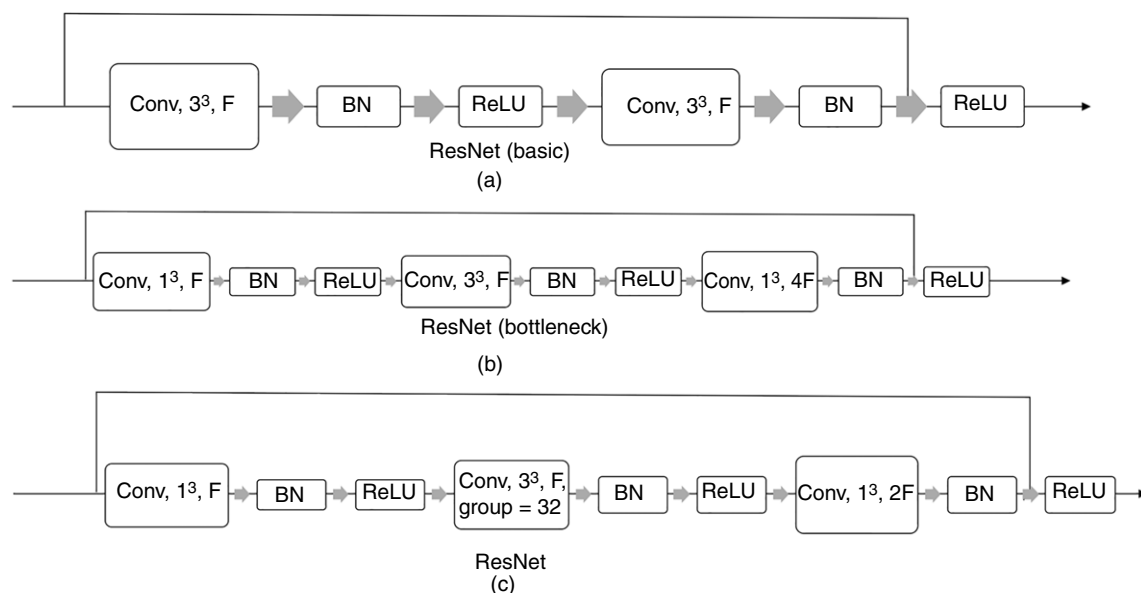 Conv, 3³, F
BN
ReLU
Conv, 3³, F
BN
ReLU
ResNet (basic)
(a)
Conv, 1³, F
BN
ReLU
Conv, 3³, F
BN
ReLU
Conv, 1³, 4F
BN
ReLU
ResNet (bottleneck)
(b)
Conv, 1³, F
BN
ReLU
Conv, 3³, F,
group = 32
BN
ReLU
Conv, 1³, 2F
BN
ReLU
ResNet
(c)